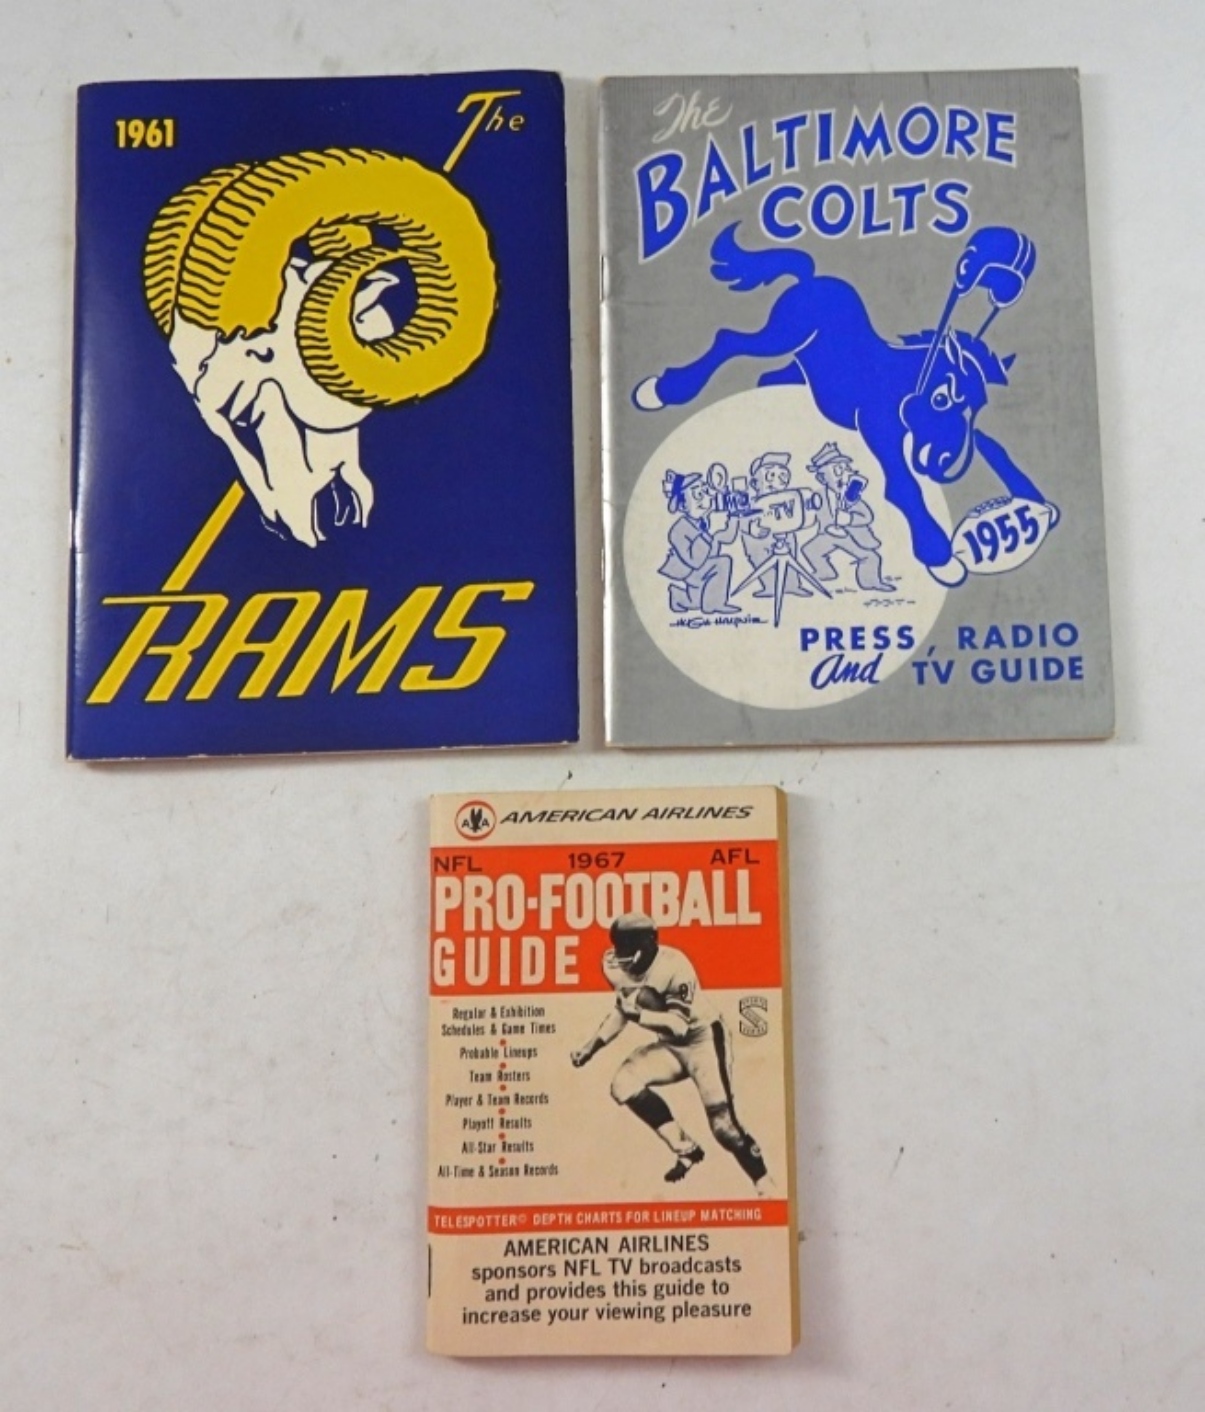 1961
The
RAMS
The
BALTIMORE
COLTS
TV
1955
PRESS, RADIO
and TV GUIDE
AA AMERICAN AIRLINES
NFL 1967 AFL
PRO-FOOTBALL
GUIDE
Regular & Exhibition
Schedules & Game Times
Probable Lineups
Team Rosters
Player & Team Records
Playoff Results
All-Star Results
All-Time & Season Records
TELESPOTTER© DEPTH CHARTS FOR LINEUP MATCHING
AMERICAN AIRLINES
sponsors NFL TV broadcasts
and provides this guide to
increase your viewing pleasure